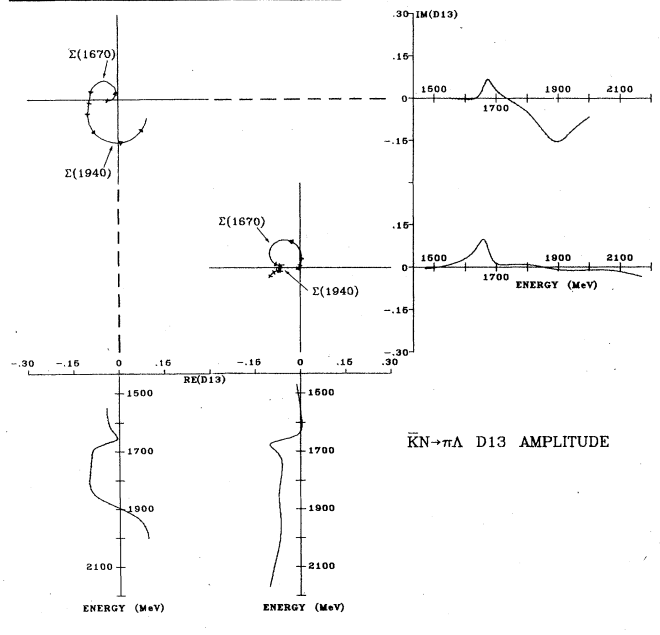 .30 IM(D13)
Σ(1670)
.15
1500 1900 2100
0
1700
-.15
Σ(1940)
Σ(1670)
.15
1500 1900 2100
0
1700
ENERGY (MeV)
Σ(1940)
-.15
-.30
-.30 -.15 0 .15 -.30 -.15 0 .15 .30
RE(D13)
1500 1500
K̄N→πΛ D13 AMPLITUDE
1700 1700
1900 1900
2100 2100
ENERGY (MeV) ENERGY (MeV)